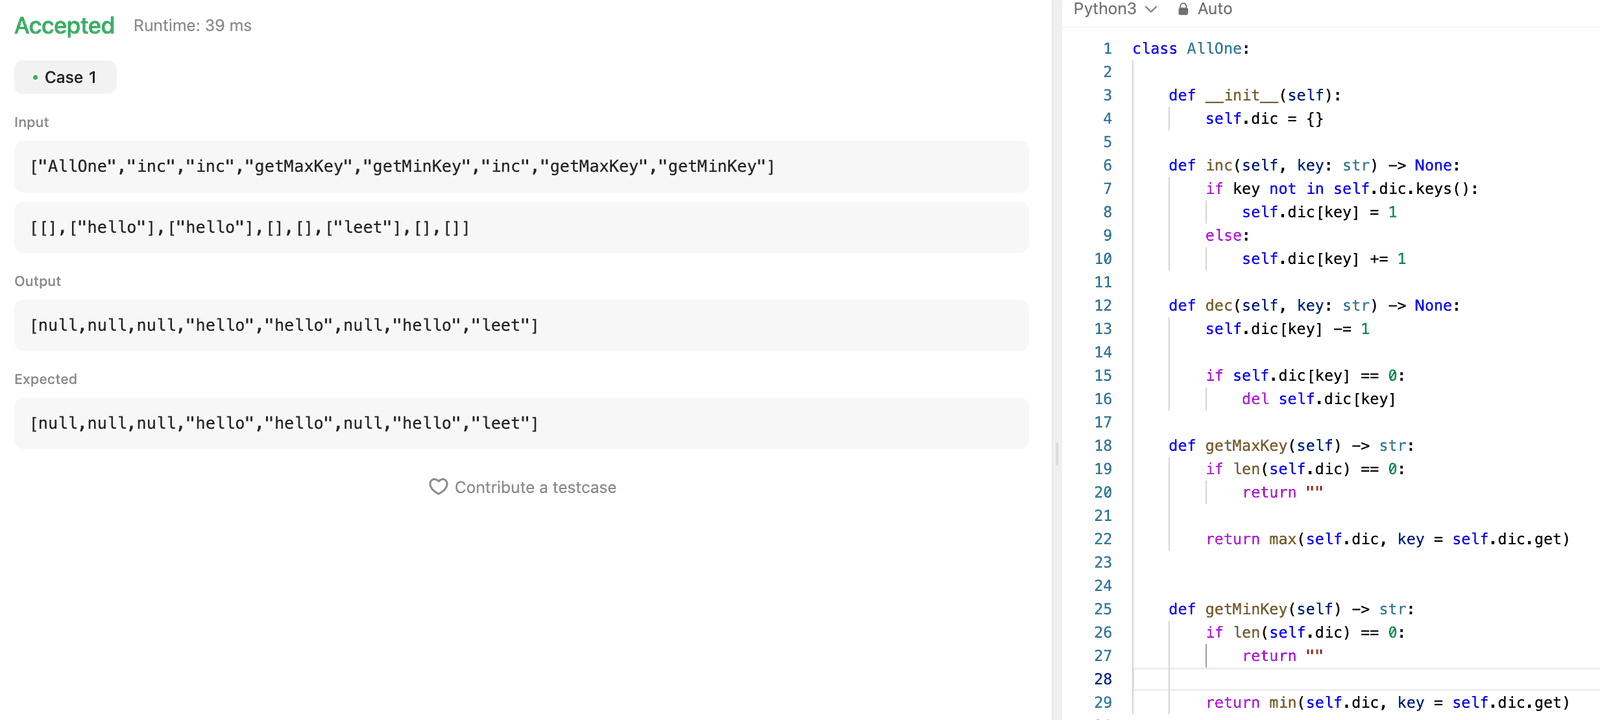 Accepted Runtime: 39 ms
• Case 1
Input
["AllOne","inc","inc","getMaxKey","getMinKey","inc","getMaxKey","getMinKey"]
[[],["hello"],["hello"],[],[],["leet"],[],[]]
Output
[null,null,null,"hello","hello",null,"hello","leet"]
Expected
[null,null,null,"hello","hello",null,"hello","leet"]
Contribute a testcase
Python3 Auto
1 class AllOne:
2
3     def __init__(self):
4         self.dic = {}
5
6     def inc(self, key: str) -> None:
7         if key not in self.dic.keys():
8             self.dic[key] = 1
9         else:
10             self.dic[key] += 1
11
12     def dec(self, key: str) -> None:
13         self.dic[key] -= 1
14
15         if self.dic[key] == 0:
16             del self.dic[key]
17
18     def getMaxKey(self) -> str:
19         if len(self.dic) == 0:
20             return ""
21
22         return max(self.dic, key = self.dic.get)
23
24
25     def getMinKey(self) -> str:
26         if len(self.dic) == 0:
27             return ""
28
29         return min(self.dic, key = self.dic.get)